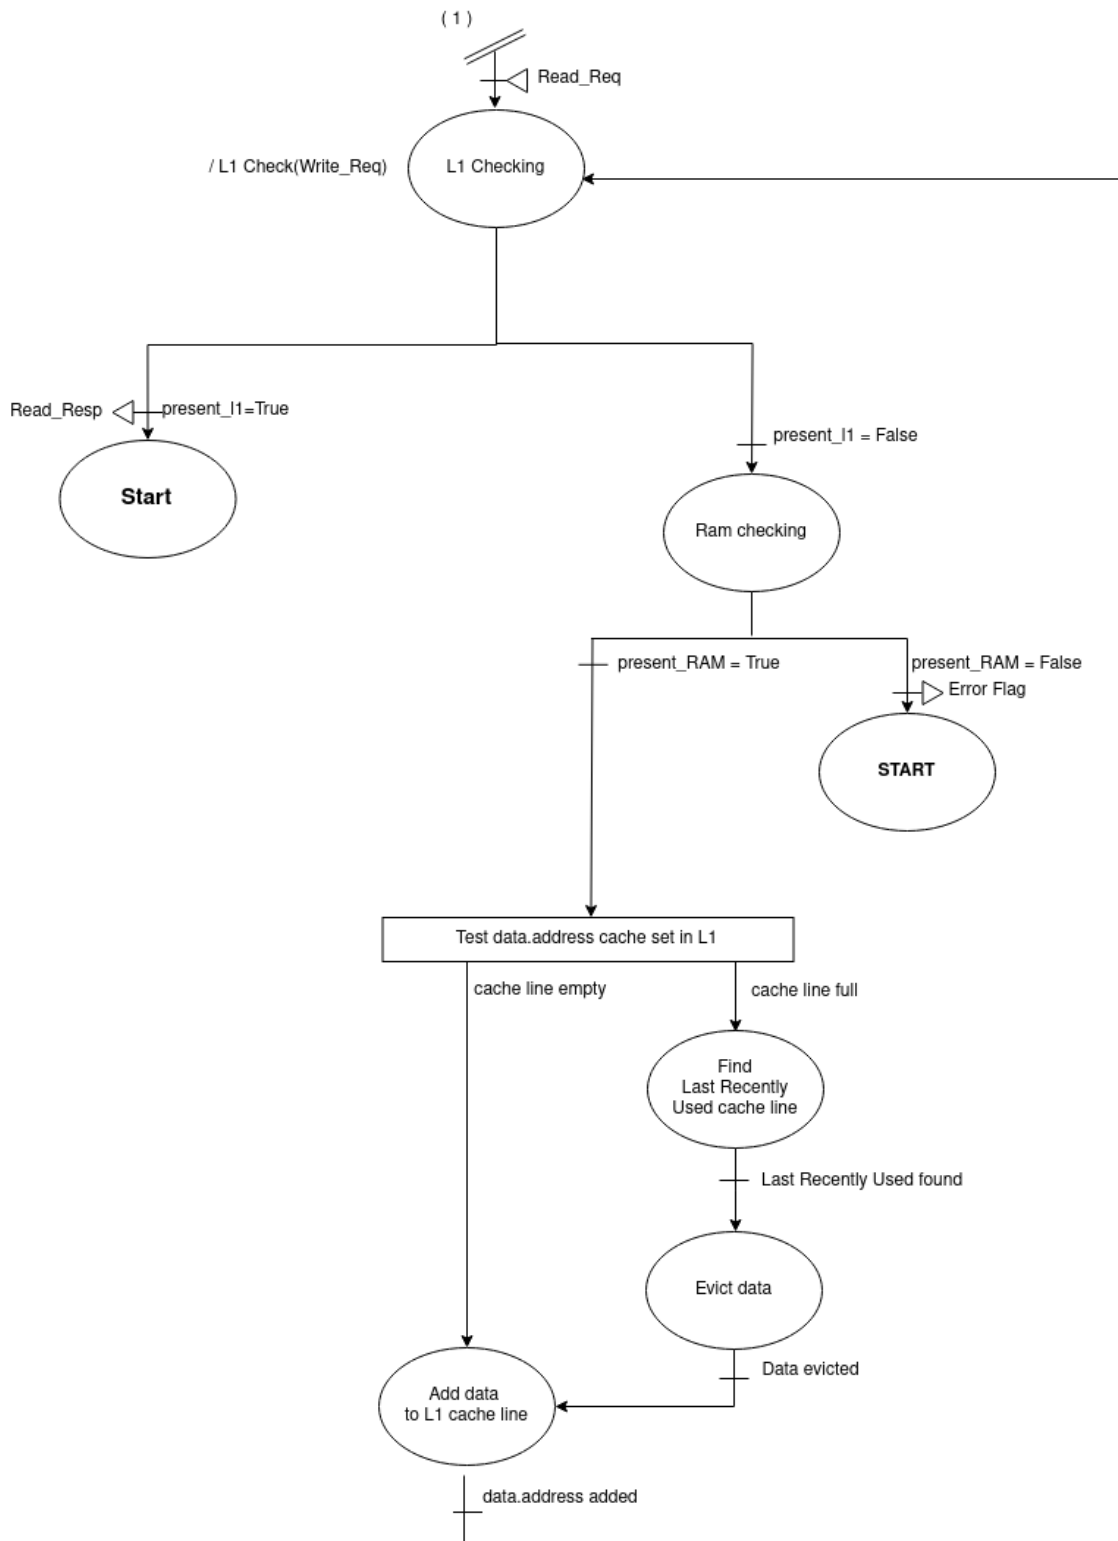 ( 1 )
Read_Req
/ L1 Check(Write_Req)
L1 Checking
Read_Resp
present_l1=True
present_l1 = False
Start
Ram checking
present_RAM = True
present_RAM = False
Error Flag
START
Test data.address cache set in L1
cache line empty
cache line full
Find
Last Recently
Used cache line
Last Recently Used found
Evict data
Data evicted
Add data
to L1 cache line
data.address added